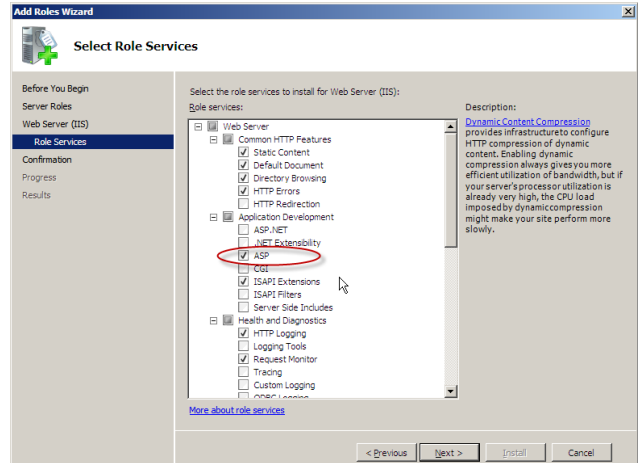 Add Roles Wizard
Select Role Services
Before You Begin
Server Roles
Web Server (IIS)
Role Services
Confirmation
Progress
Results
Select the role services to install for Web Server (IIS):
Role services:
Web Server
Common HTTP Features
Static Content
Default Document
Directory Browsing
HTTP Errors
HTTP Redirection
Application Development
ASP.NET
.NET Extensibility
ASP
CGI
ISAPI Extensions
ISAPI Filters
Server Side Includes
Health and Diagnostics
HTTP Logging
Logging Tools
Request Monitor
Tracing
Custom Logging
ODBC Logging
More about role services
Description:
Dynamic Content Compression
provides infrastructure to configure
HTTP compression of dynamic
content. Enabling dynamic
compression always gives you more
efficient utilization of bandwidth, but if
your server's processor utilization is
already very high, the CPU load
imposed by dynamic compression
might make your site perform more
slowly.
< Previous
Next >
Install
Cancel